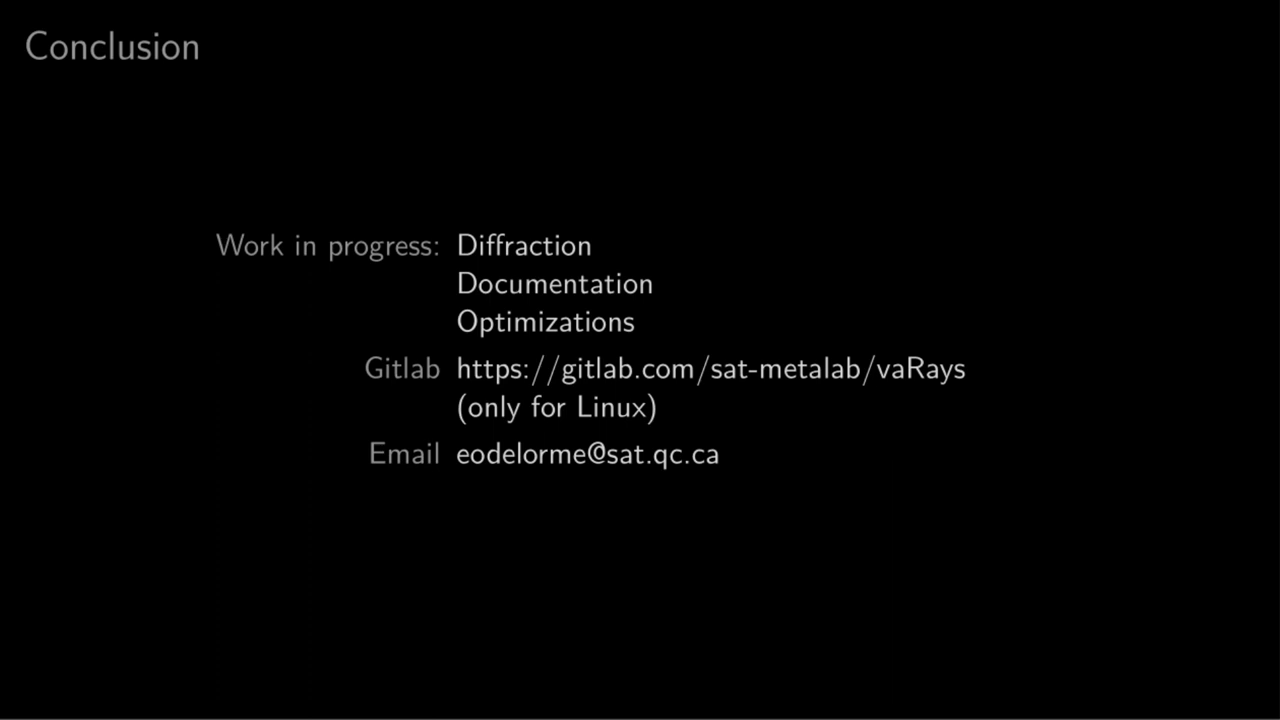 Conclusion
Work in progress: Diffraction
Documentation
Optimizations
Gitlab https://gitlab.com/sat-metalab/vaRays
(only for Linux)
Email eodelorme@sat.qc.ca